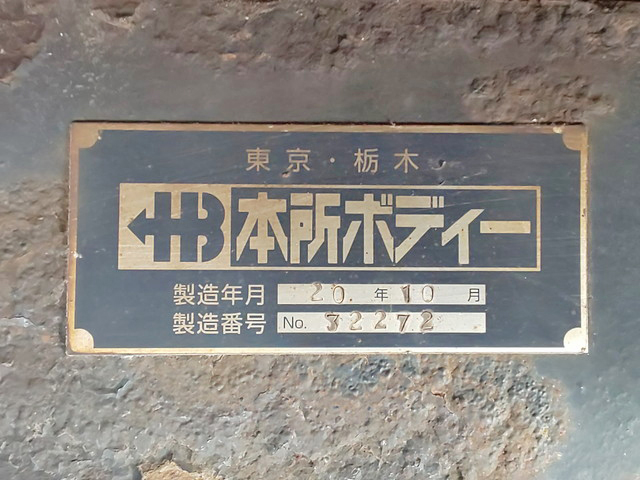 東京・栃木
HB 本所ボディー
製造年月 20. 年 10 月
製造番号 No. 32272